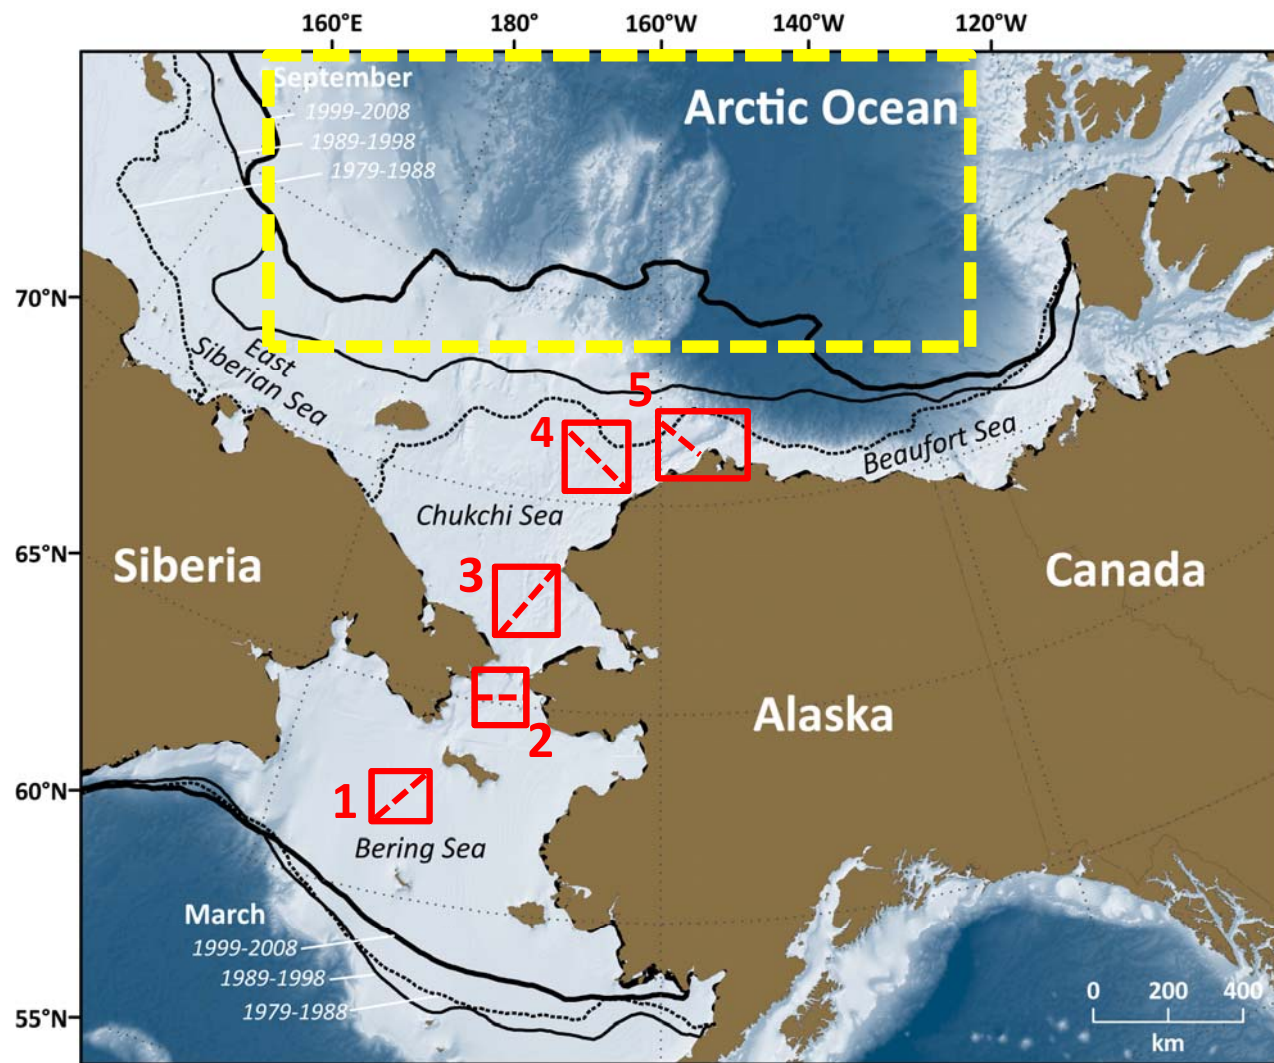 160°E 180° 160°W 140°W 120°W
September
1999-2008
1989-1998
1979-1988
Arctic Ocean
70°N
East
Siberian Sea
5
4
Beaufort Sea
Chukchi Sea
65°N
Siberia
3
Canada
Alaska
2
60°N
1
Bering Sea
March
1999-2008
1989-1998
1979-1988
0 200 400
km
55°N